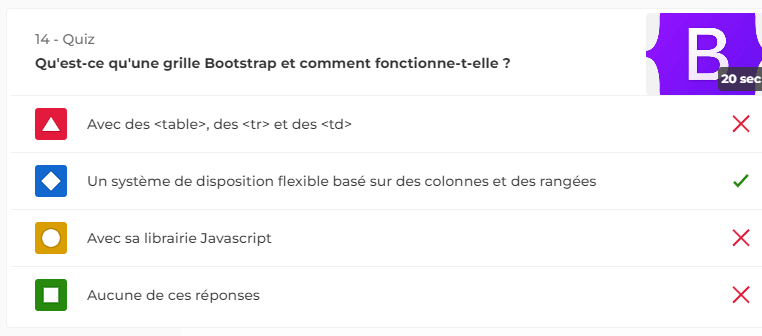 14 - Quiz
Qu'est-ce qu'une grille Bootstrap et comment fonctionne-t-elle ?
B
20 sec
Avec des <table>, des <tr> et des <td>
Un système de disposition flexible basé sur des colonnes et des rangées
Avec sa librairie Javascript
Aucune de ces réponses